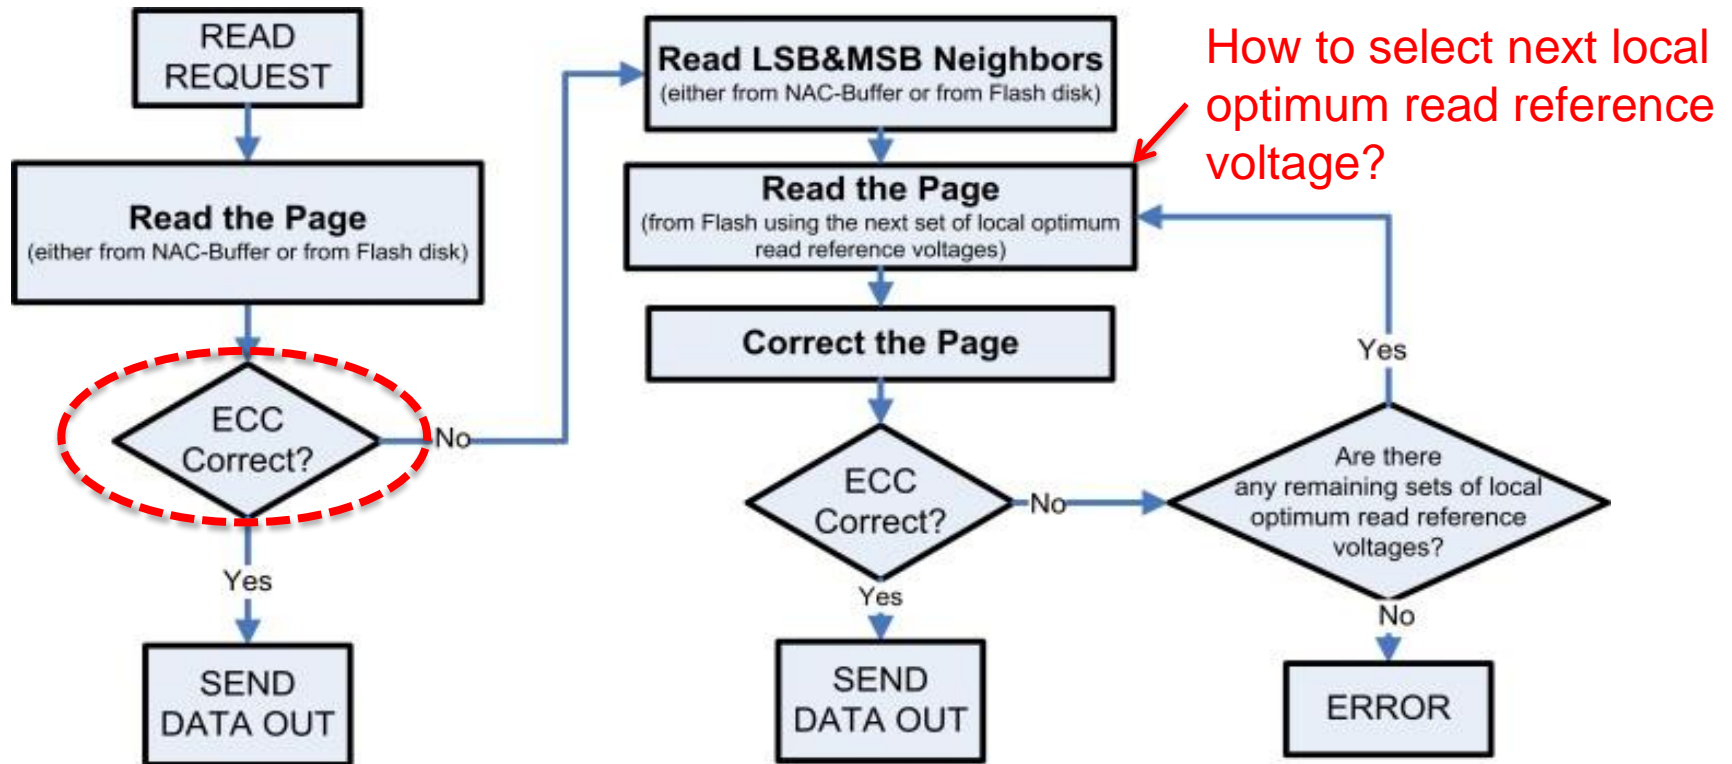 READ
REQUEST
Read the Page
(either from NAC-Buffer or from Flash disk)
ECC
Correct?
No
Yes
SEND
DATA OUT
Read LSB&MSB Neighbors
(either from NAC-Buffer or from Flash disk)
How to select next local
optimum read reference
voltage?
Read the Page
(from Flash using the next set of local optimum
read reference voltages)
Correct the Page
ECC
Correct?
No
Yes
SEND
DATA OUT
Yes
Are there
any remaining sets of local
optimum read reference
voltages?
No
ERROR